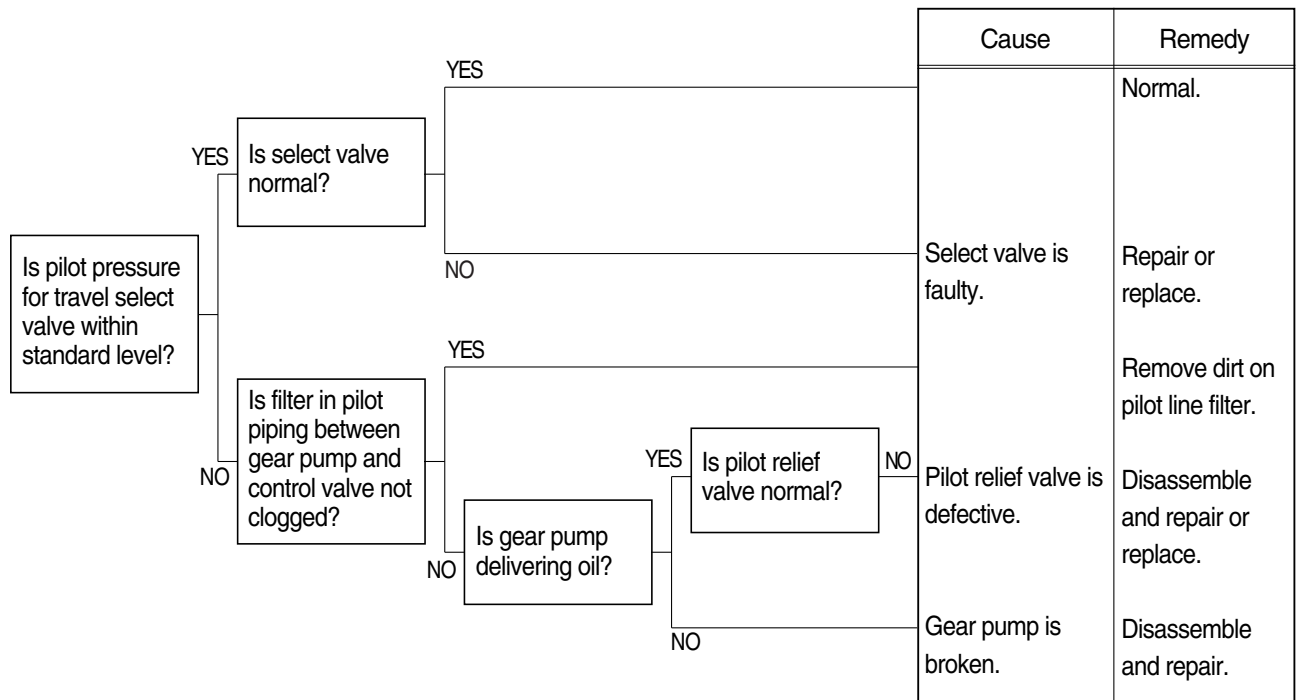 Cause
Remedy
YES
Normal.
YES
Is select valve
normal?
NO
Select valve is
faulty.
Repair or
replace.
Is pilot pressure
for travel select
valve within
standard level?
YES
Remove dirt on
pilot line filter.
NO
Is filter in pilot
piping between
gear pump and
control valve not
clogged?
YES
Is pilot relief
valve normal?
NO
Pilot relief valve is
defective.
Disassemble
and repair or
replace.
NO
Is gear pump
delivering oil?
NO
Gear pump is
broken.
Disassemble
and repair.